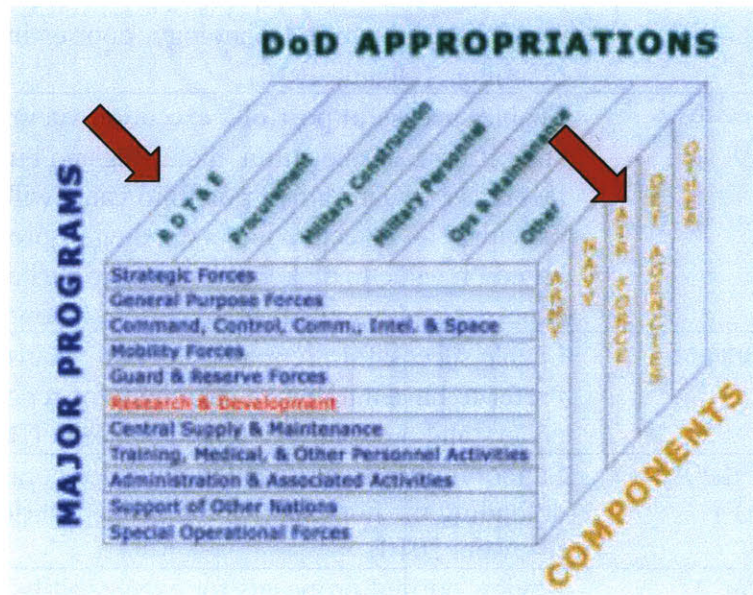 DoD APPROPRIATIONS
MAJOR PROGRAMS
R D T & E
Procurement
Military Construction
Military Personnel
Ops & Maintenance
Other
Strategic Forces
General Purpose Forces
Command, Control, Comm., Intel. & Space
Mobility Forces
Guard & Reserve Forces
Research & Development
Central Supply & Maintenance
Training, Medical, & Other Personnel Activities
Administration & Associated Activities
Support of Other Nations
Special Operational Forces
ARMY
NAVY
AIR FORCE
DEF AGENCIES
OTHER
COMPONENTS